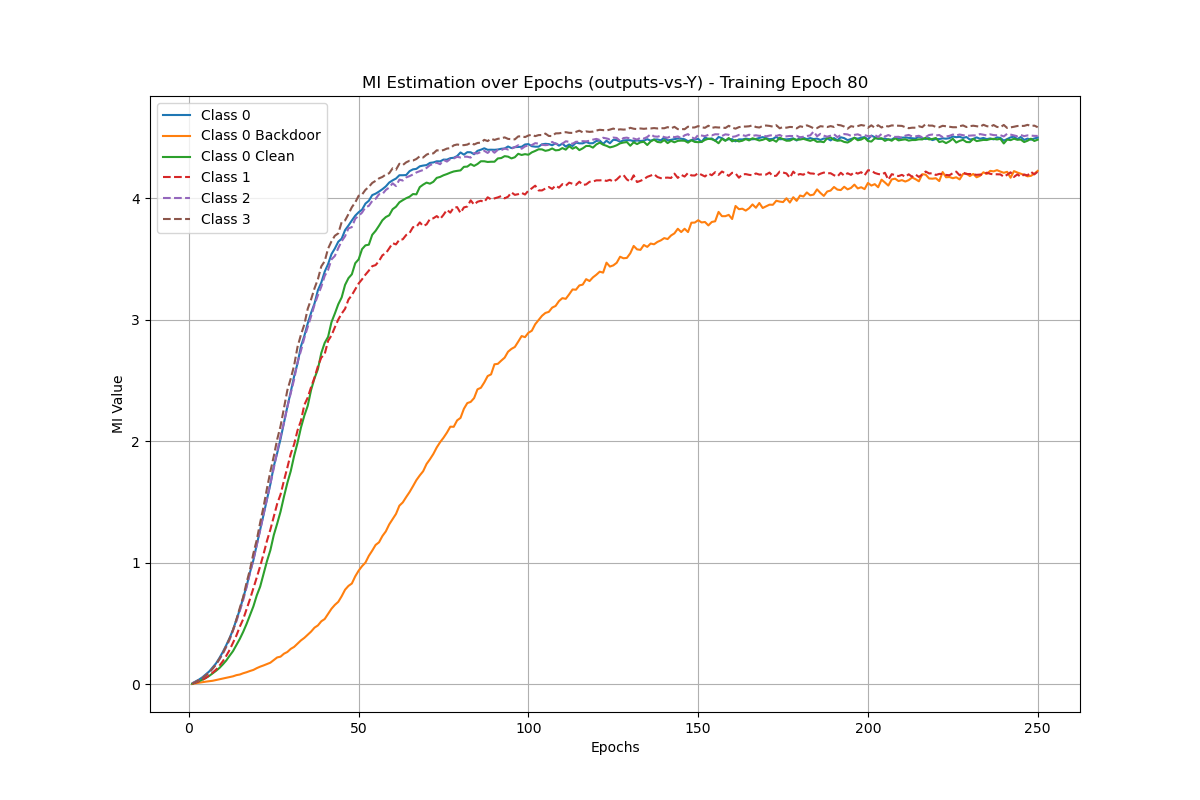 MI Estimation over Epochs (outputs-vs-Y) - Training Epoch 80
Class 0
Class 0 Backdoor
Class 0 Clean
Class 1
Class 2
Class 3
MI Value
4
3
2
1
0
0 50 100 150 200 250
Epochs